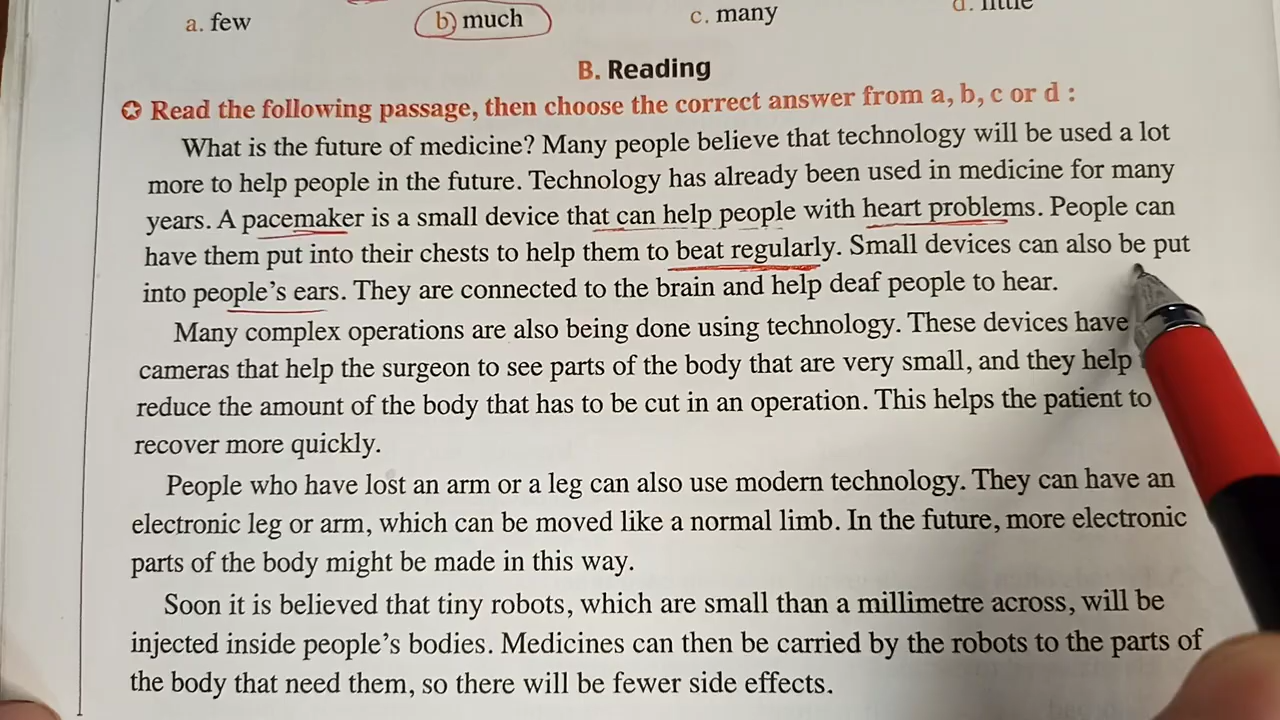 a. few b) much c. many d. little
B. Reading
Read the following passage, then choose the correct answer from a, b, c or d :
What is the future of medicine? Many people believe that technology will be used a lot
more to help people in the future. Technology has already been used in medicine for many
years. A pacemaker is a small device that can help people with heart problems. People can
have them put into their chests to help them to beat regularly. Small devices can also be put
into people's ears. They are connected to the brain and help deaf people to hear.
Many complex operations are also being done using technology. These devices have
cameras that help the surgeon to see parts of the body that are very small, and they help
reduce the amount of the body that has to be cut in an operation. This helps the patient to
recover more quickly.
People who have lost an arm or a leg can also use modern technology. They can have an
electronic leg or arm, which can be moved like a normal limb. In the future, more electronic
parts of the body might be made in this way.
Soon it is believed that tiny robots, which are small than a millimetre across, will be
injected inside people's bodies. Medicines can then be carried by the robots to the parts of
the body that need them, so there will be fewer side effects.